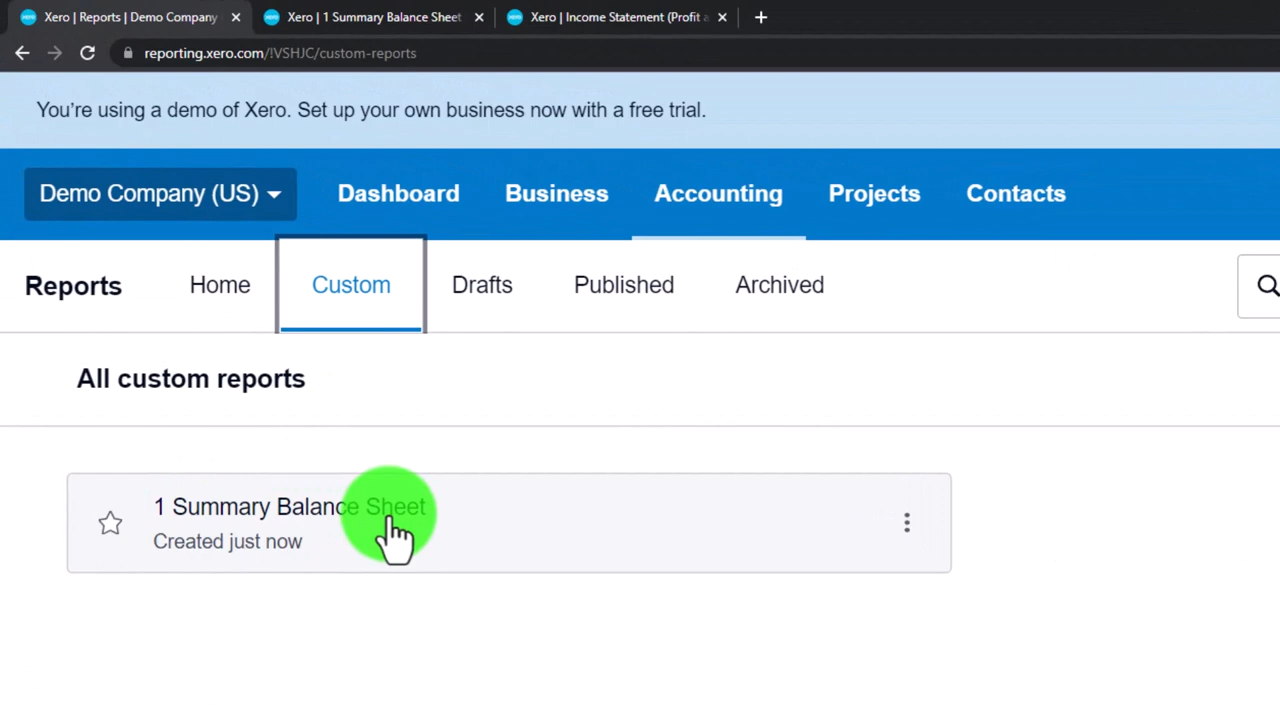 Xero | Reports | Demo Company
Xero | 1 Summary Balance Sheet
Xero | Income Statement (Profit a
reporting.xero.com/!VSHJC/custom-reports
You're using a demo of Xero. Set up your own business now with a free trial.
Demo Company (US) Dashboard Business Accounting Projects Contacts
Reports Home Custom Drafts Published Archived
All custom reports
1 Summary Balance Sheet
Created just now